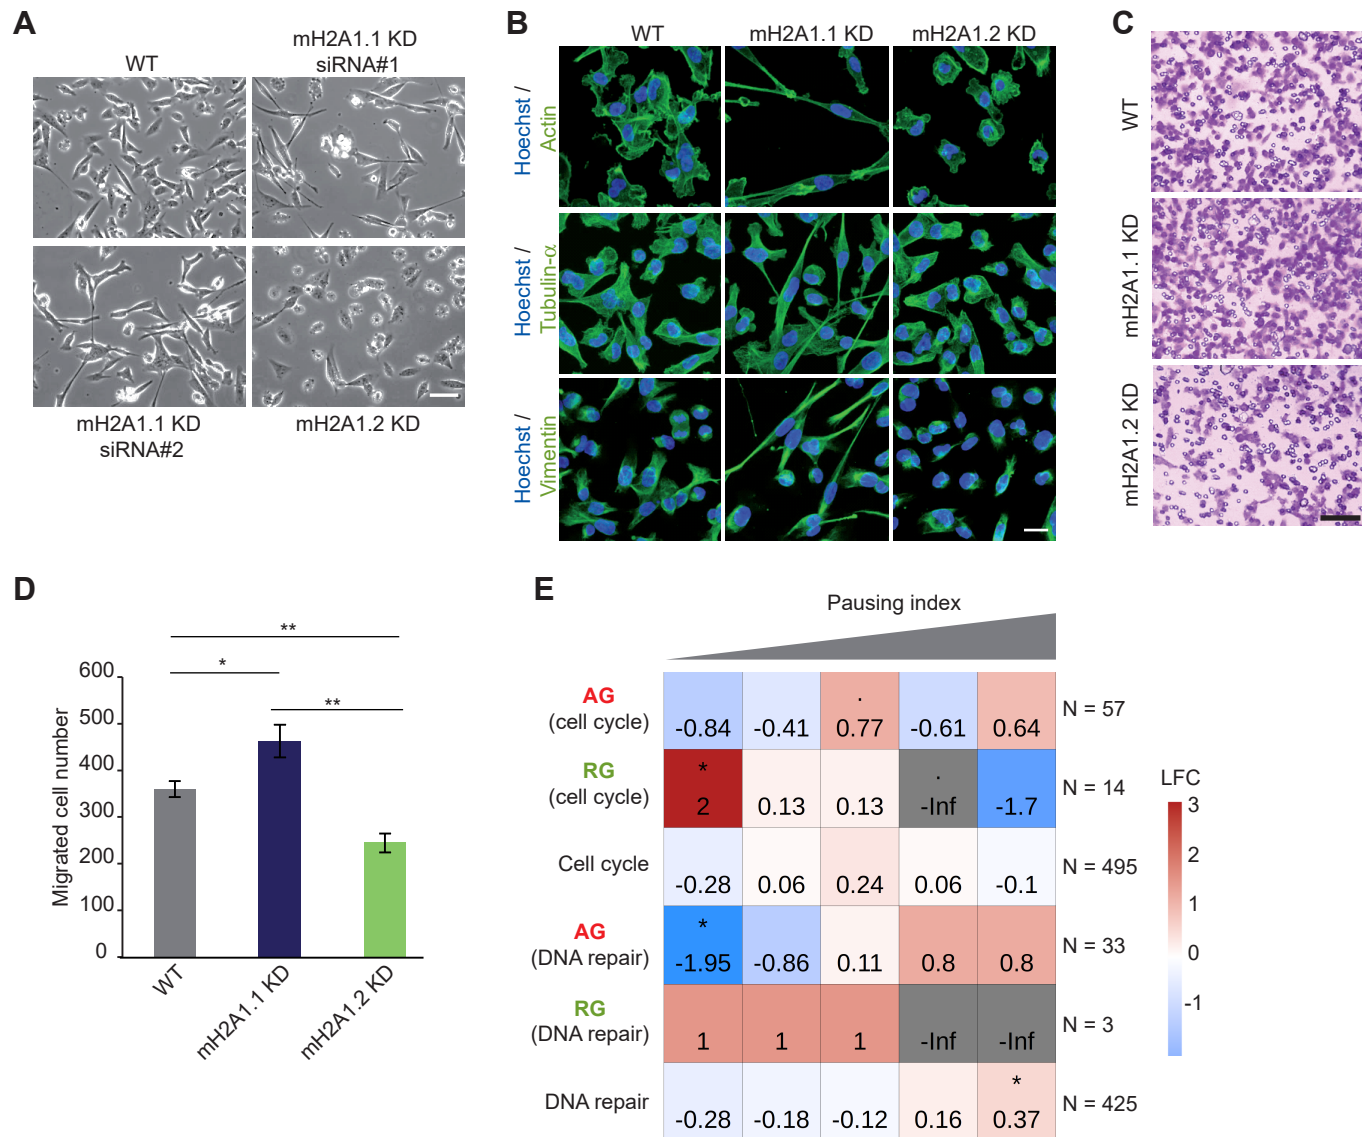 A
WT
mH2A1.1 KD
siRNA#1
mH2A1.1 KD
siRNA#2
mH2A1.2 KD
B
WT
mH2A1.1 KD
mH2A1.2 KD
Hoechst /
Actin
Hoechst /
Tubulin-α
Hoechst /
Vimentin
C
WT
mH2A1.1 KD
mH2A1.2 KD
D
**
*
**
Migrated cell number
600
500
400
300
200
100
0
WT
mH2A1.1 KD
mH2A1.2 KD
E
Pausing index
AG
(cell cycle)
.
-0.84 -0.41 0.77 -0.61 0.64
N = 57
RG
(cell cycle)
* .
2 0.13 0.13 -Inf -1.7
N = 14
Cell cycle
-0.28 0.06 0.24 0.06 -0.1
N = 495
AG
(DNA repair)
*
-1.95 -0.86 0.11 0.8 0.8
N = 33
RG
(DNA repair)
1 1 1 -Inf -Inf
N = 3
DNA repair
*
-0.28 -0.18 -0.12 0.16 0.37
N = 425
LFC
3
2
1
0
-1